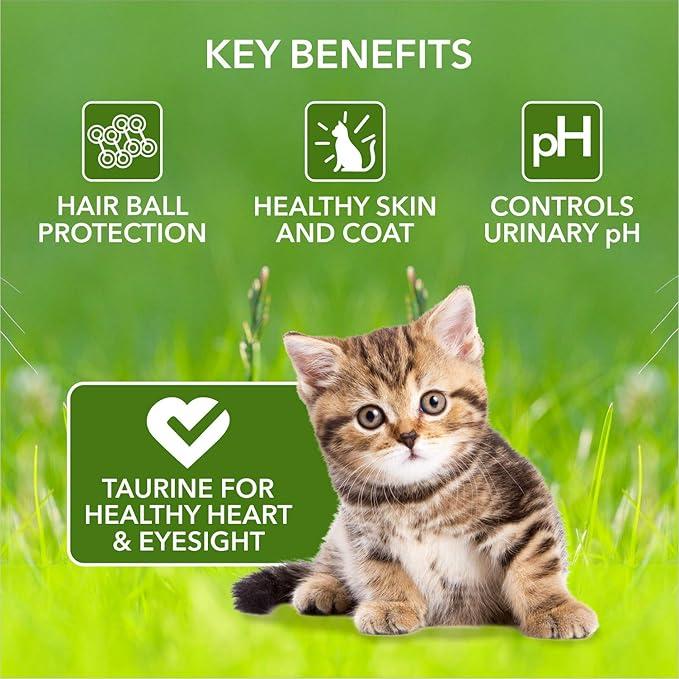 KEY BENEFITS
HAIR BALL
PROTECTION
HEALTHY SKIN
AND COAT
pH
CONTROLS
URINARY pH
TAURINE FOR
HEALTHY HEART
& EYESIGHT